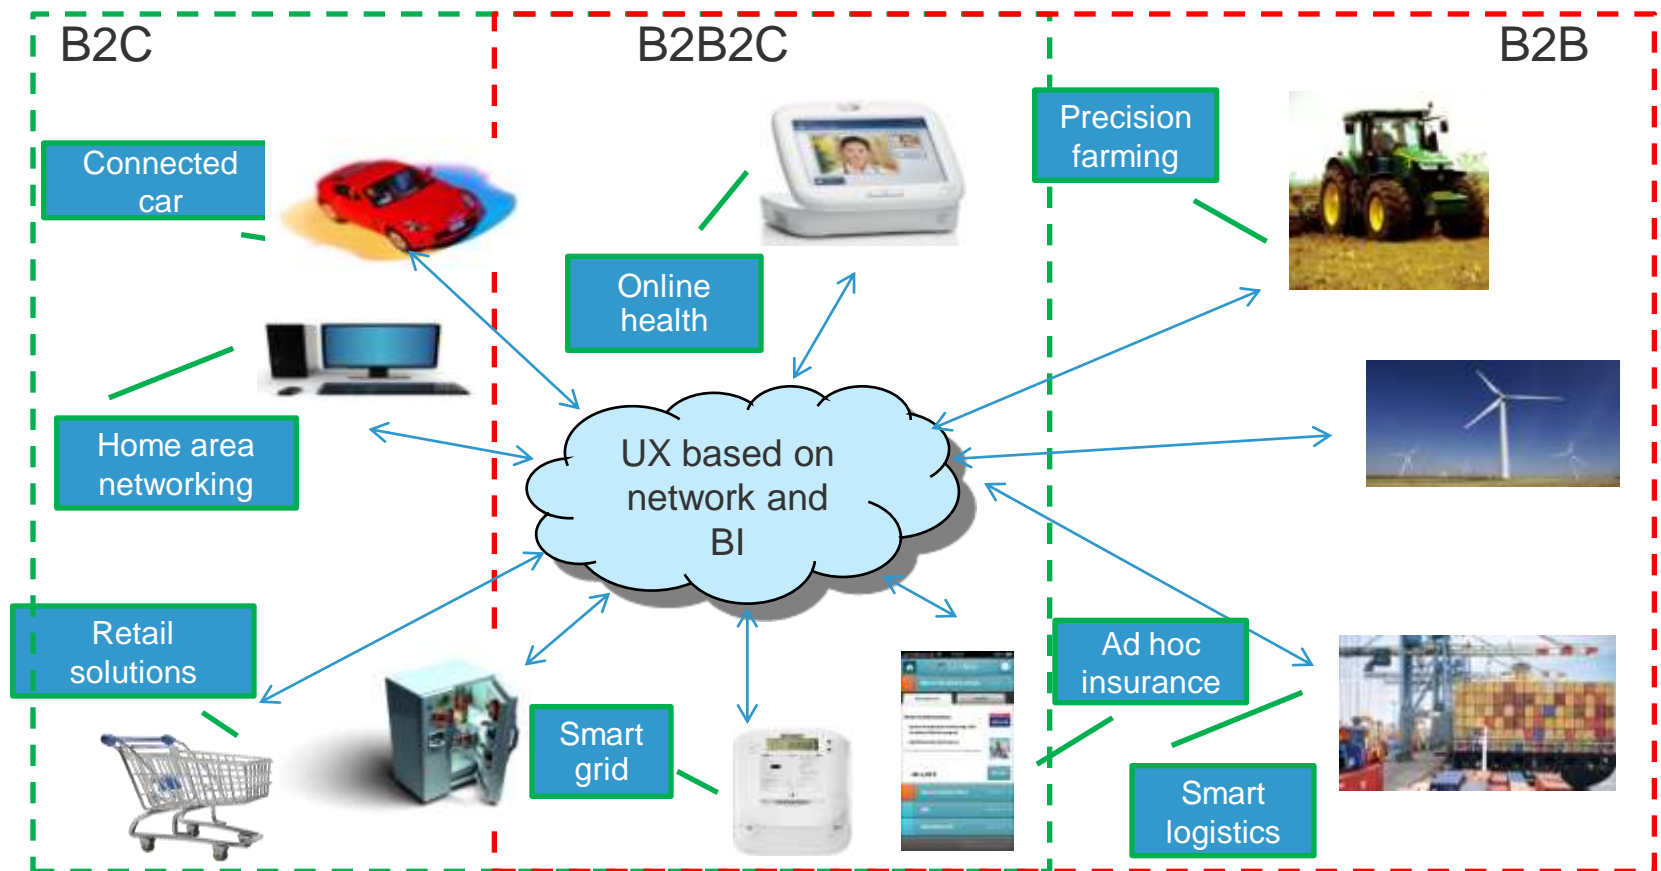 B2C
B2B2C
B2B
Connected
car
Precision
farming
Online
health
Home area
networking
UX based on
network and
BI
Retail
solutions
Ad hoc
insurance
Smart
grid
Smart
logistics